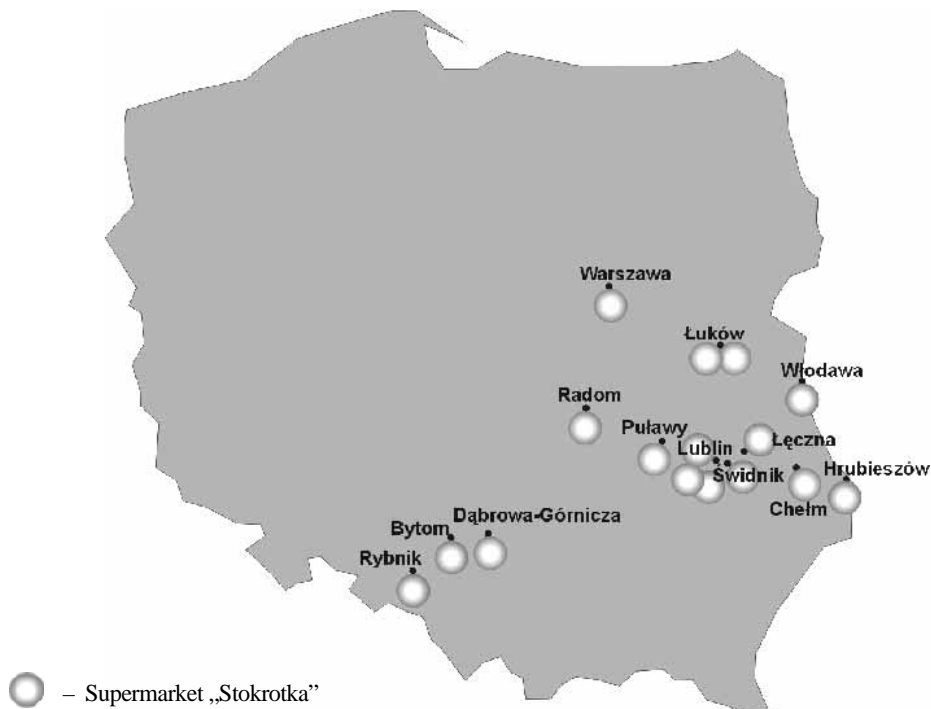 Warszawa
Łuków
Włodawa
Radom
Puławy
Lublin
Łęczna
Świdnik
Hrubieszów
Chełm
Dąbrowa-Górnicza
Bytom
Rybnik
– Supermarket „Stokrotka”